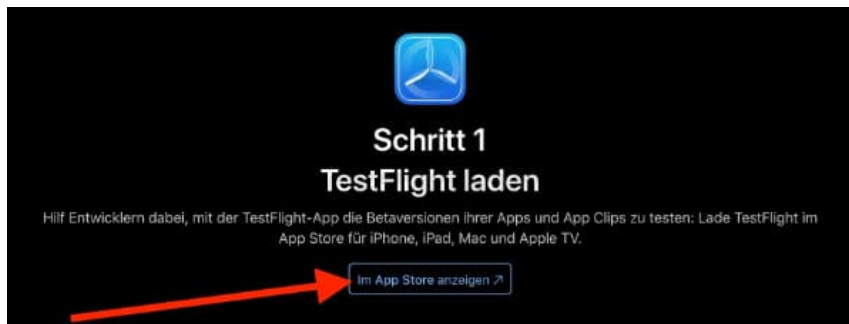 Schritt 1
TestFlight laden
Hilf Entwicklern dabei, mit der TestFlight-App die Betaversionen ihrer Apps und App Clips zu testen: Lade TestFlight im
App Store für iPhone, iPad, Mac und Apple TV.
Im App Store anzeigen ↗